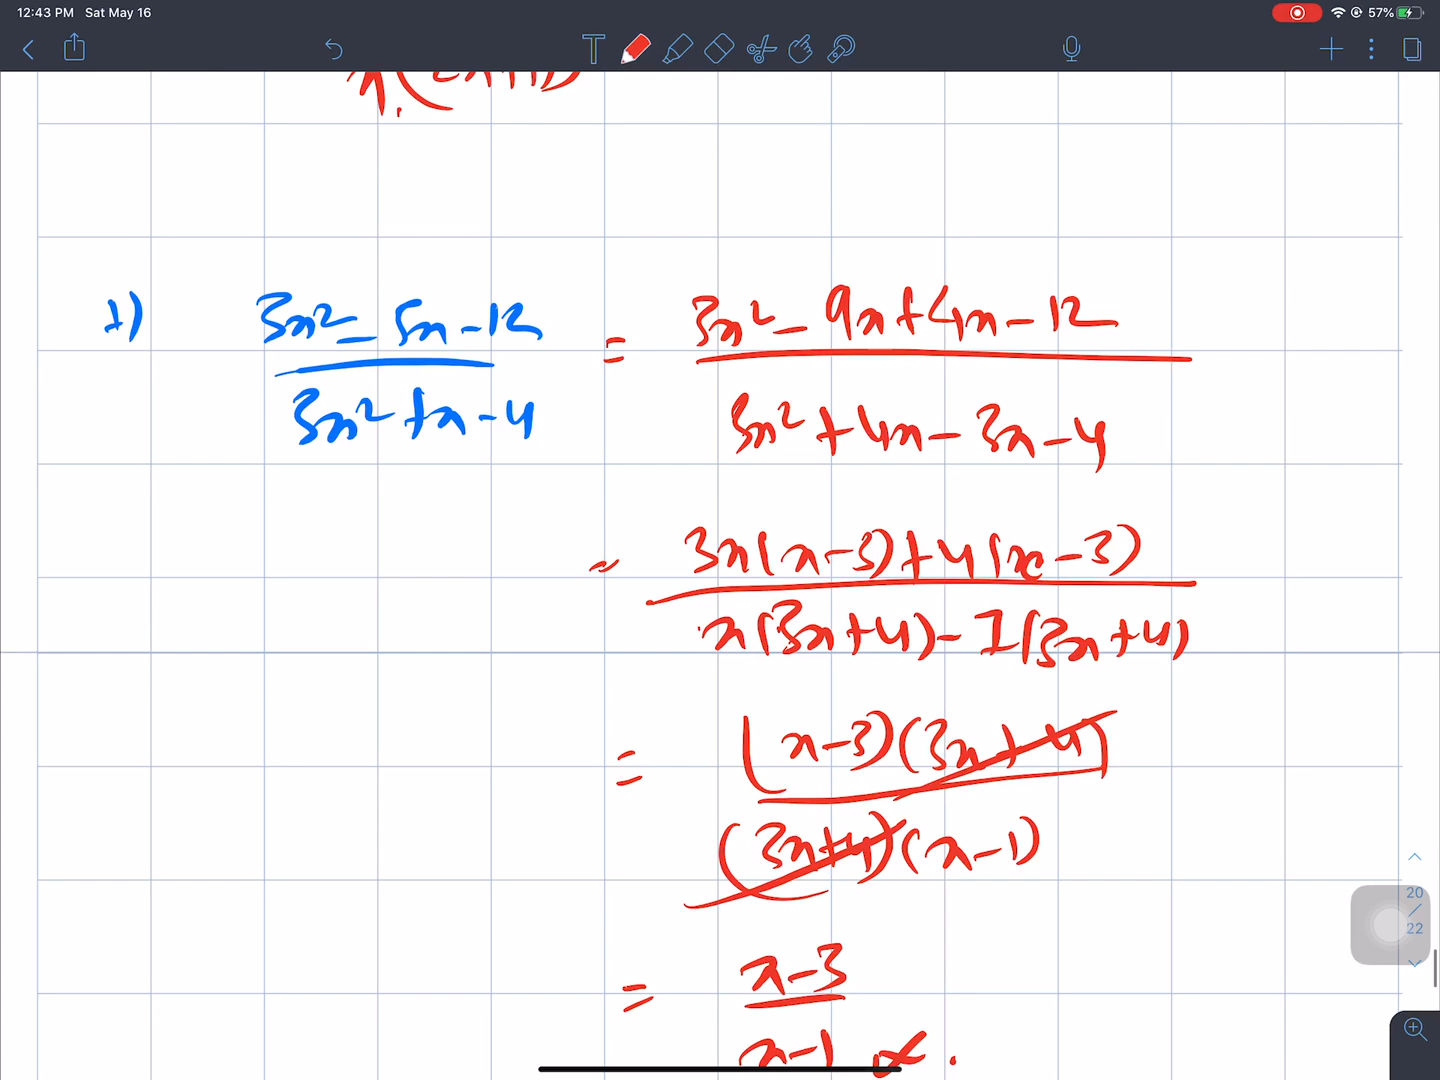 12:43 PM Sat May 16
57%
3x² - 5x - 12 = 3x² - 9x + 4x - 12
3x² + x - 4 3x² + 4x - 3x - 4
= 3x(x-3) + 4(x-3)
x(3x+4) - 1(3x+4)
= (x-3)(3x+4)
(3x+4)(x-1)
20
/
22
= x-3
x-1